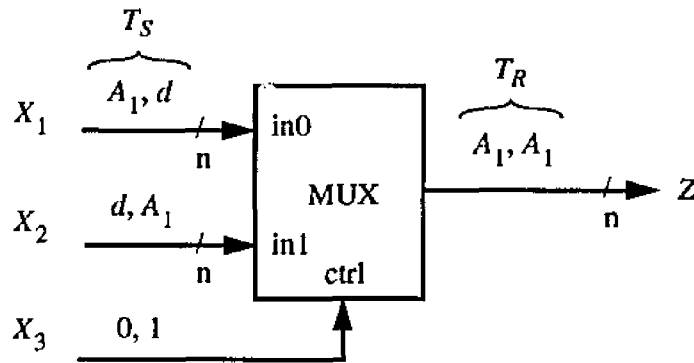 T_S
A_1, d
X_1
n
in0
T_R
A_1, A_1
MUX
Z
n
d, A_1
X_2
n
in1
ctrl
X_3
0, 1